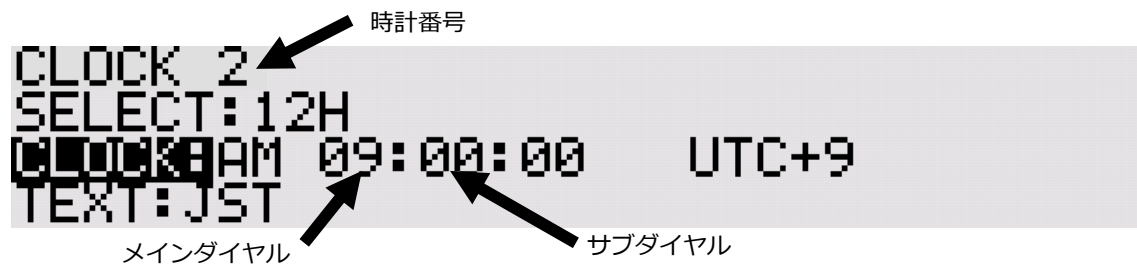 時計番号
CLOCK 2
SELECT:12H
CLOCK:AM 09:00:00 UTC+9
TEXT:JST
メインダイヤル
サブダイヤル